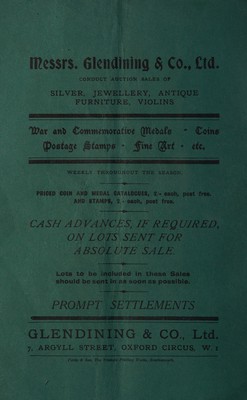 Messrs. Glendining & Co., Ltd.
CONDUCT AUCTION SALES OF
SILVER, JEWELLERY, ANTIQUE
FURNITURE, VIOLINS
War and Commemorative Medals - Coins
Postage Stamps · Fine Art · etc.
WEEKLY THROUGHOUT THE SEASON.
PRICED COIN AND MEDAL CATALOGUES, each, post free.
AND STAMPS, each, post free.
CASH ADVANCES, IF REQUIRED,
ON LOTS SENT FOR
ABSOLUTE SALE.
Lots to be included in these Sales
should be sent in as soon as possible.
PROMPT SETTLEMENTS
GLENDINING & CO., Ltd.
7, ARGYLL STREET, OXFORD CIRCUS, W. 1